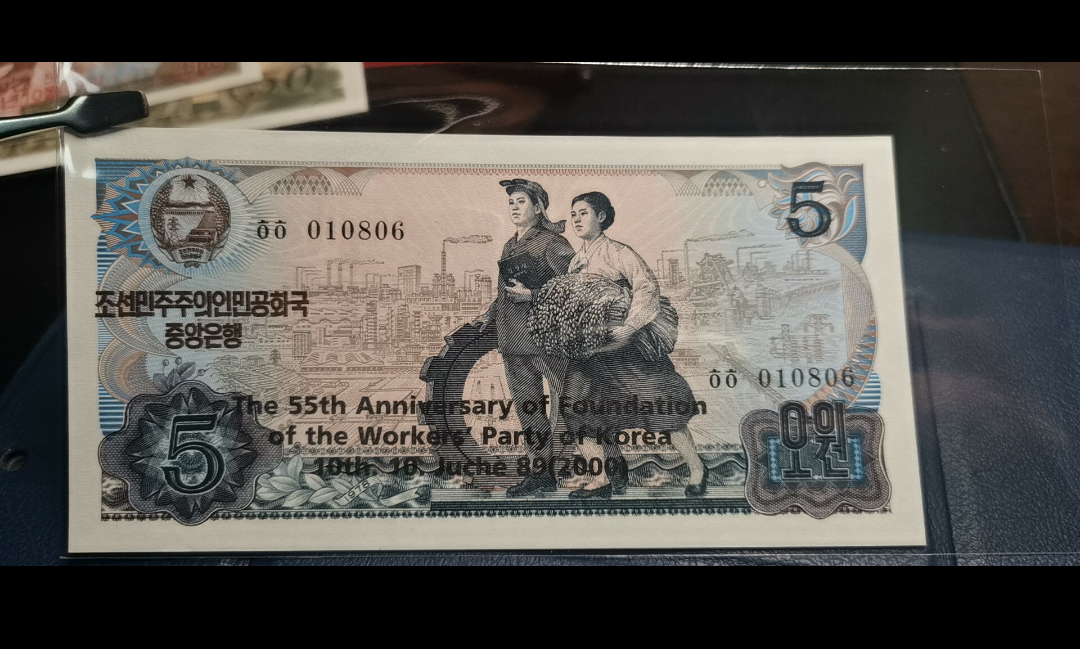 5
ㅎㅎ 010806
조선민주주의인민공화국
중앙은행
ㅎㅎ 010806
The 55th Anniversary of Foundation
of the Workers' Party of Korea
10th. 10. Juche 89(2000)
5
오원
1978